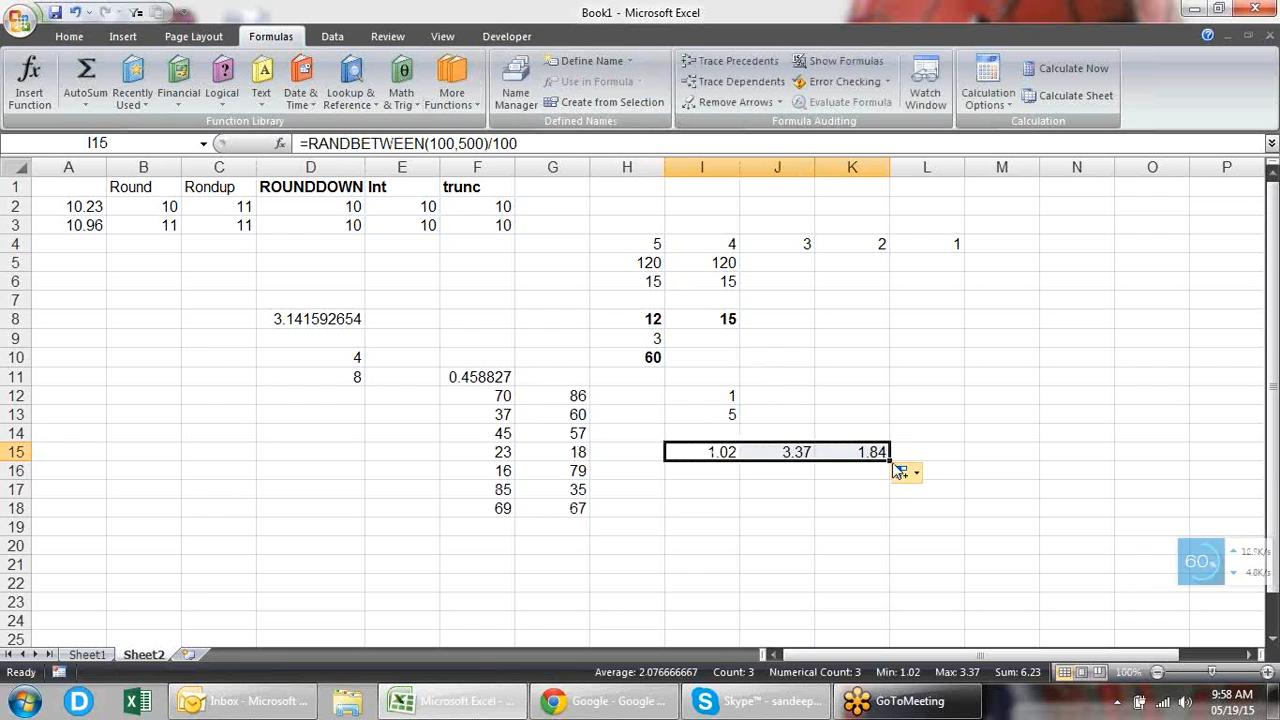 Book1 - Microsoft Excel
Home Insert Page Layout Formulas Data Review View Developer
Insert Function
AutoSum
Recently Used
Financial
Logical
Text
Date & Time
Lookup & Reference
Math & Trig
More Functions
Function Library
Name Manager
Define Name
Use in Formula
Create from Selection
Defined Names
Trace Precedents
Trace Dependents
Remove Arrows
Show Formulas
Error Checking
Evaluate Formula
Formula Auditing
Watch Window
Calculation Options
Calculate Now
Calculate Sheet
Calculation
I15 fx =RANDBETWEEN(100,500)/100
A B C D E F G H I J K L M N O P
1 Round Rondup ROUNDDOWN Int trunc
2 10.23 10 11 10 10 10
3 10.96 11 11 10 10 10
4 5 4 3 2 1
5 120 120
6 15 15
7
8 3.141592654 12 15
9 3
10 4 60
11 8 0.458827
12 70 86 1
13 37 60 5
14 45 57
15 23 18 1.02 3.37 1.84
16 16 79
17 85 35
18 69 67
19
20
21
22
23
24
25
60%
4.8K/s
Sheet1 Sheet2
Ready Average: 2.076666667 Count: 3 Numerical Count: 3 Min: 1.02 Max: 3.37 Sum: 6.23 100%
Inbox - Microsoft ... Microsoft Excel - ... Google - Google ... Skype™ - sandeep... GoToMeeting
9:58 AM
05/19/15